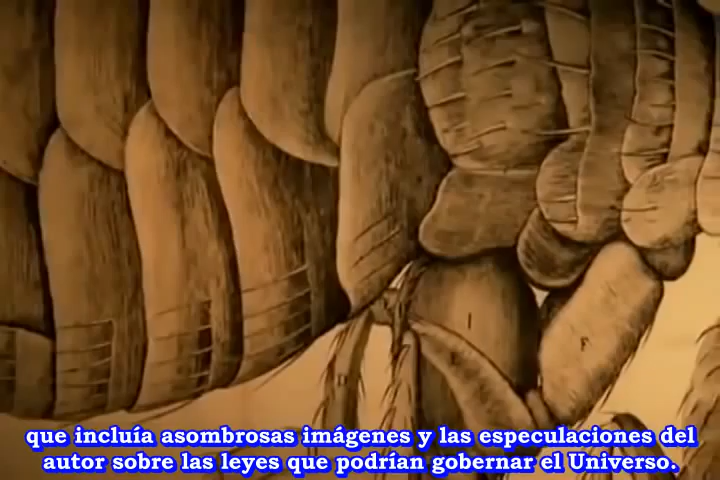 que incluía asombrosas imágenes y las especulaciones del
autor sobre las leyes que podrían gobernar el Universo.